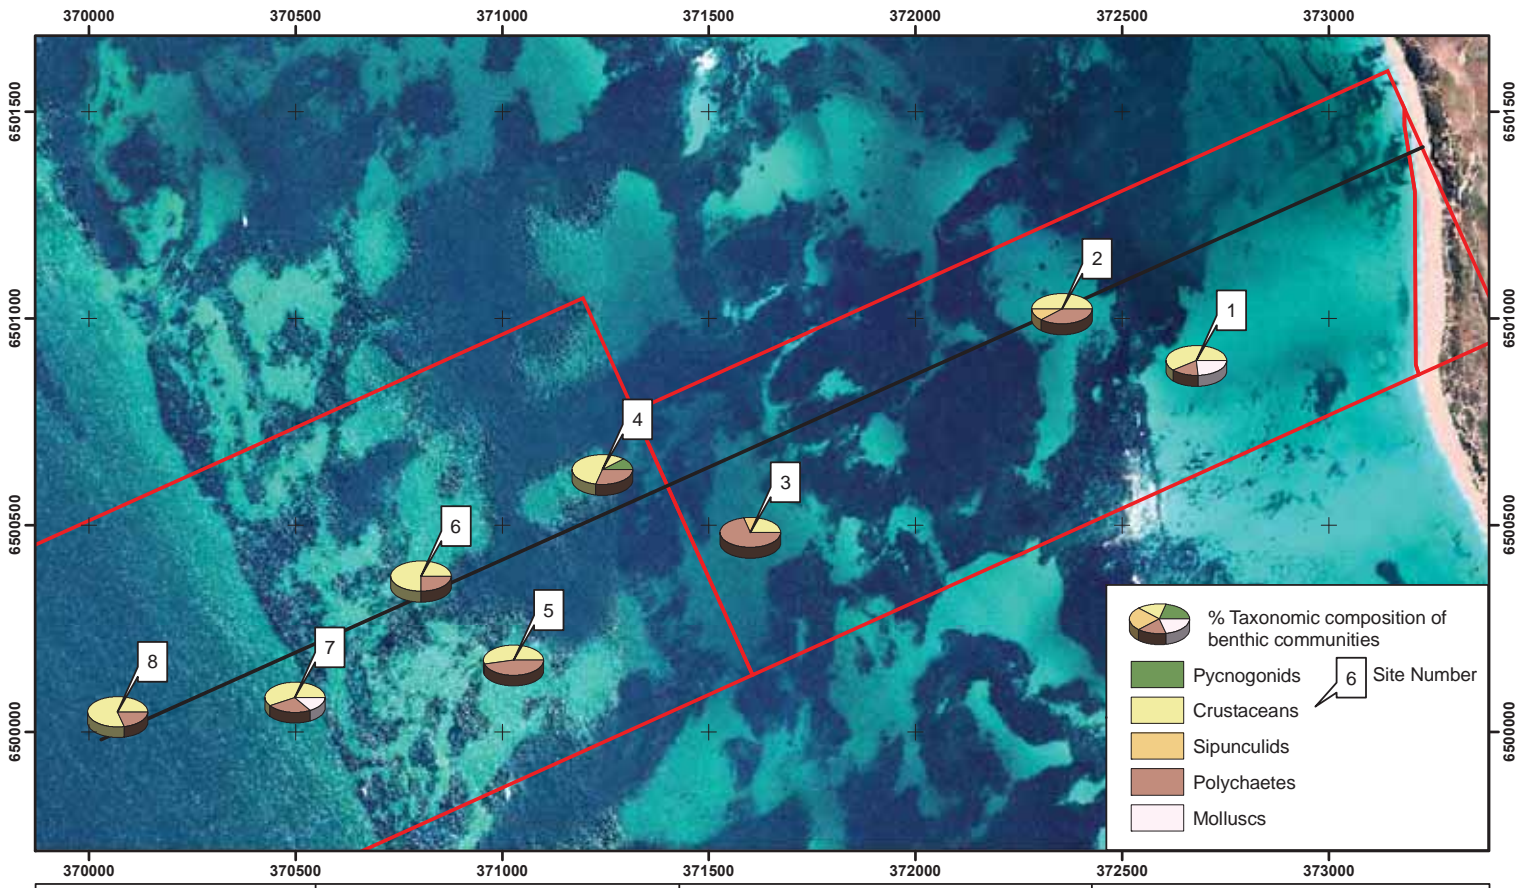 370000 370500 371000 371500 372000 372500 373000
6501500 6501500
2
1
6501000 6501000
4
3
6500500 6500500
6
5
7
8
6500000 6500000
% Taxonomic composition of
benthic communities
Pycnogonids
6 Site Number
Crustaceans
Sipunculids
Polychaetes
Molluscs
370000 370500 371000 371500 372000 372500 373000